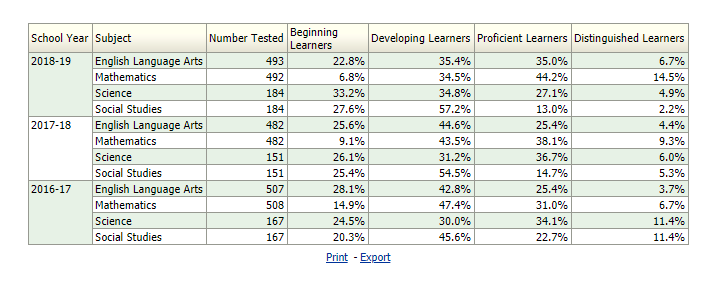 School Year Subject Number Tested Beginning Learners Developing Learners Proficient Learners Distinguished Learners
2018-19 English Language Arts 493 22.8% 35.4% 35.0% 6.7%
Mathematics 492 6.8% 34.5% 44.2% 14.5%
Science 184 33.2% 34.8% 27.1% 4.9%
Social Studies 184 27.6% 57.2% 13.0% 2.2%
2017-18 English Language Arts 482 25.6% 44.6% 25.4% 4.4%
Mathematics 482 9.1% 43.5% 38.1% 9.3%
Science 151 26.1% 31.2% 36.7% 6.0%
Social Studies 151 25.4% 54.5% 14.7% 5.3%
2016-17 English Language Arts 507 28.1% 42.8% 25.4% 3.7%
Mathematics 508 14.9% 47.4% 31.0% 6.7%
Science 167 24.5% 30.0% 34.1% 11.4%
Social Studies 167 20.3% 45.6% 22.7% 11.4%
Print - Export